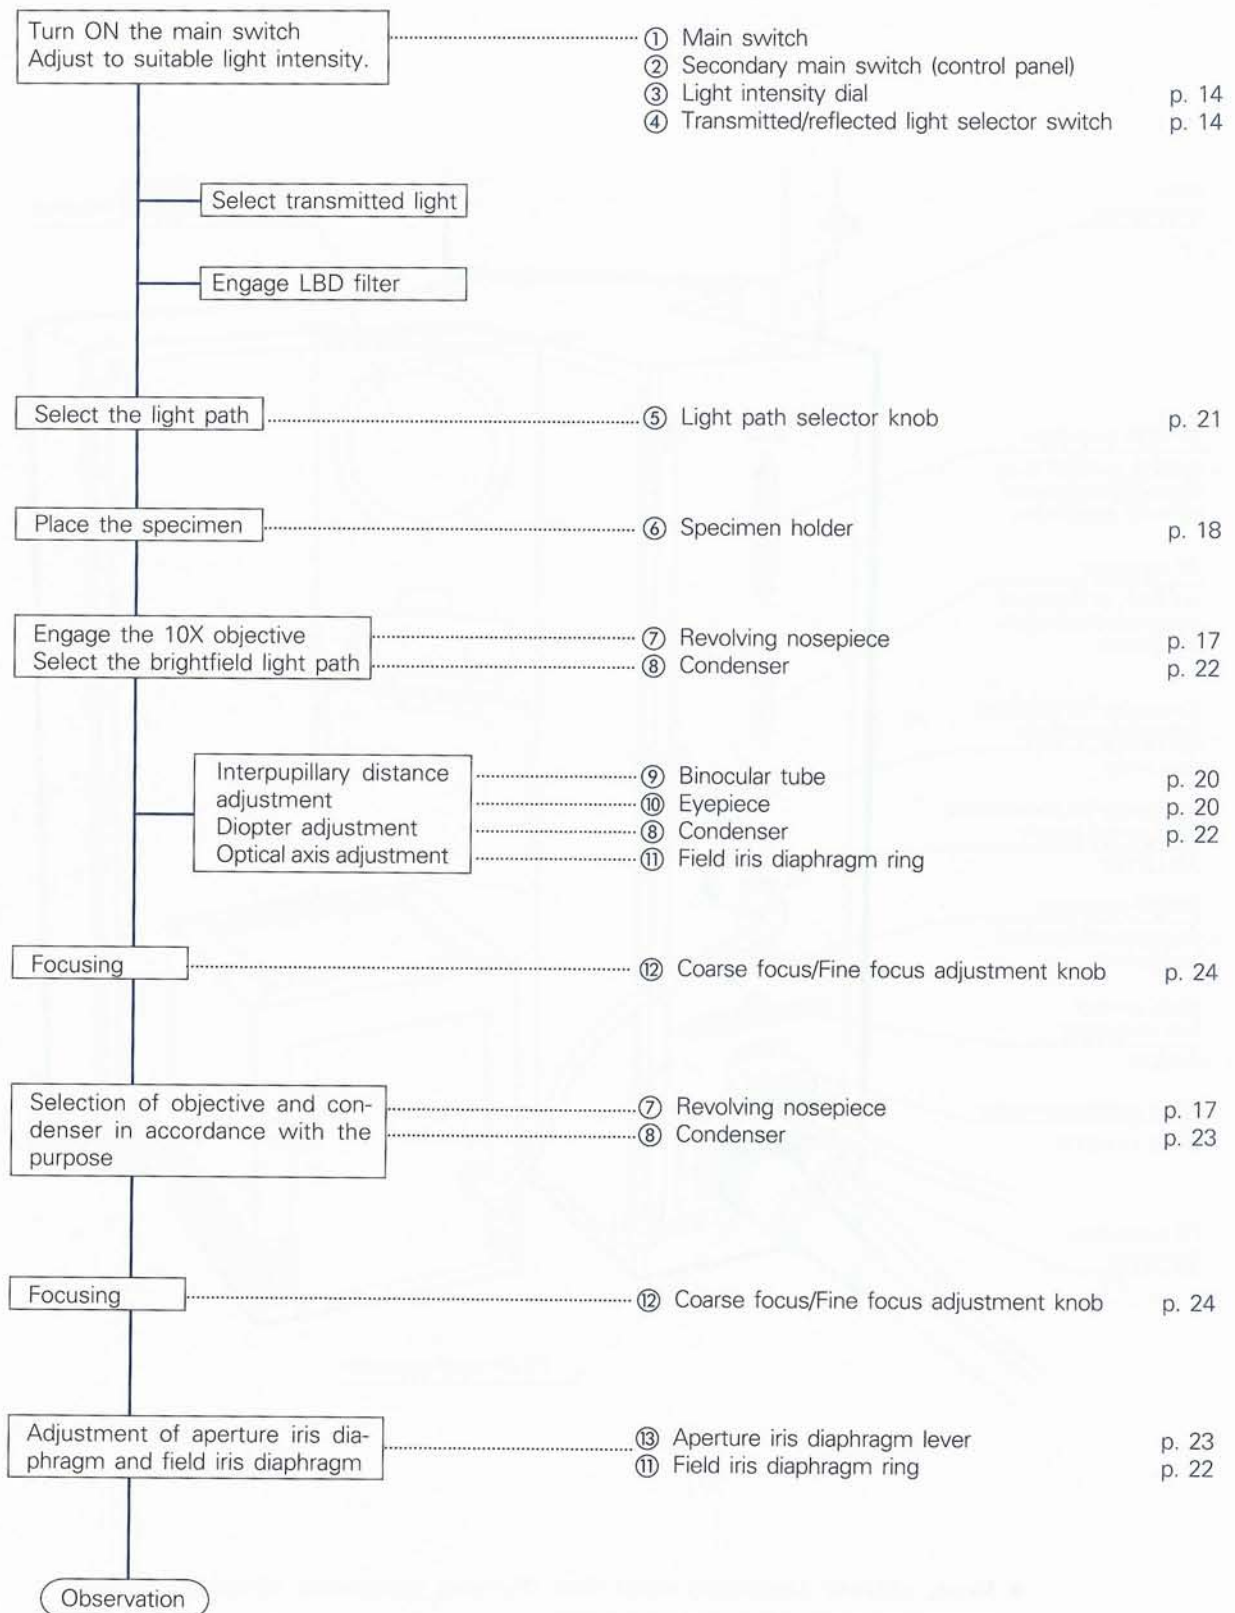 Turn ON the main switch
Adjust to suitable light intensity.
① Main switch
② Secondary main switch (control panel)
③ Light intensity dial p. 14
④ Transmitted/reflected light selector switch p. 14
Select transmitted light
Engage LBD filter
Select the light path ⑤ Light path selector knob p. 21
Place the specimen ⑥ Specimen holder p. 18
Engage the 10X objective ⑦ Revolving nosepiece p. 17
Select the brightfield light path ⑧ Condenser p. 22
Interpupillary distance ⑨ Binocular tube p. 20
adjustment ⑩ Eyepiece p. 20
Diopter adjustment ⑧ Condenser p. 22
Optical axis adjustment ⑪ Field iris diaphragm ring
Focusing ⑫ Coarse focus/Fine focus adjustment knob p. 24
Selection of objective and con- ⑦ Revolving nosepiece p. 17
denser in accordance with the ⑧ Condenser p. 23
purpose
Focusing ⑫ Coarse focus/Fine focus adjustment knob p. 24
Adjustment of aperture iris dia- ⑬ Aperture iris diaphragm lever p. 23
phragm and field iris diaphragm ⑪ Field iris diaphragm ring p. 22
Observation